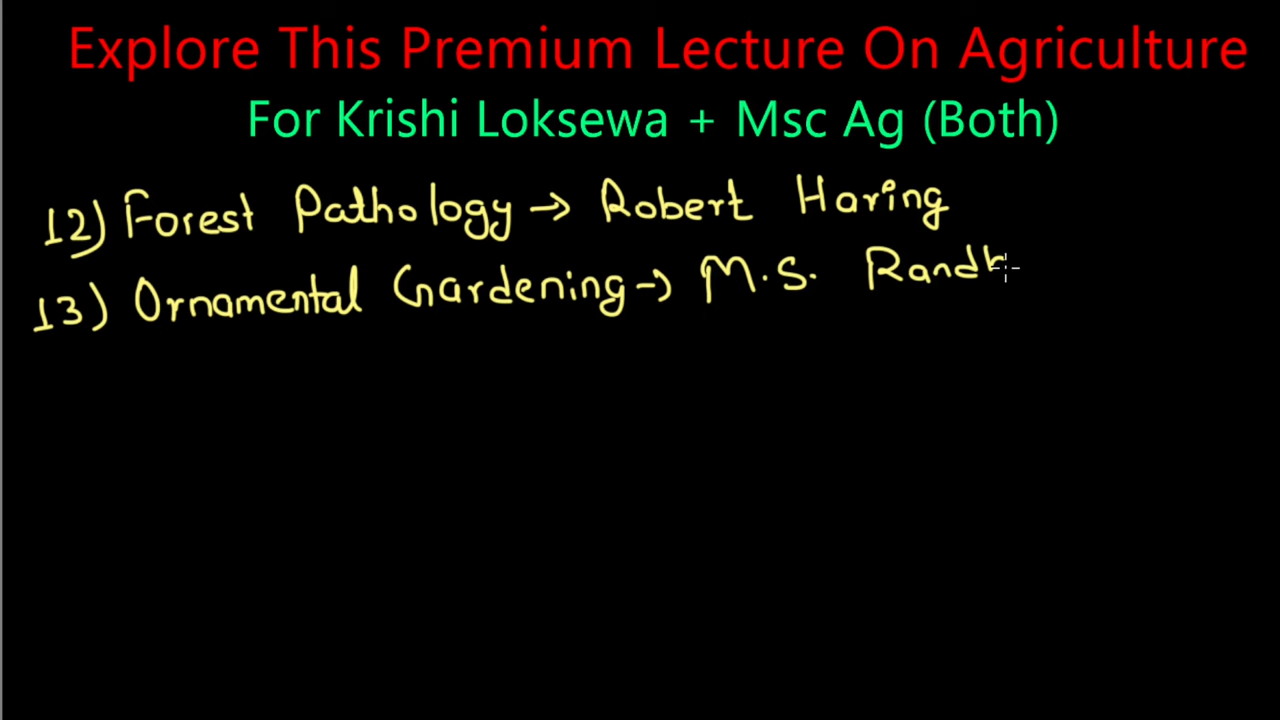 Explore This Premium Lecture On Agriculture
For Krishi Loksewa + Msc Ag (Both)
12) Forest Pathology → Robert Haring
13) Ornamental Gardening → M.S. Randh